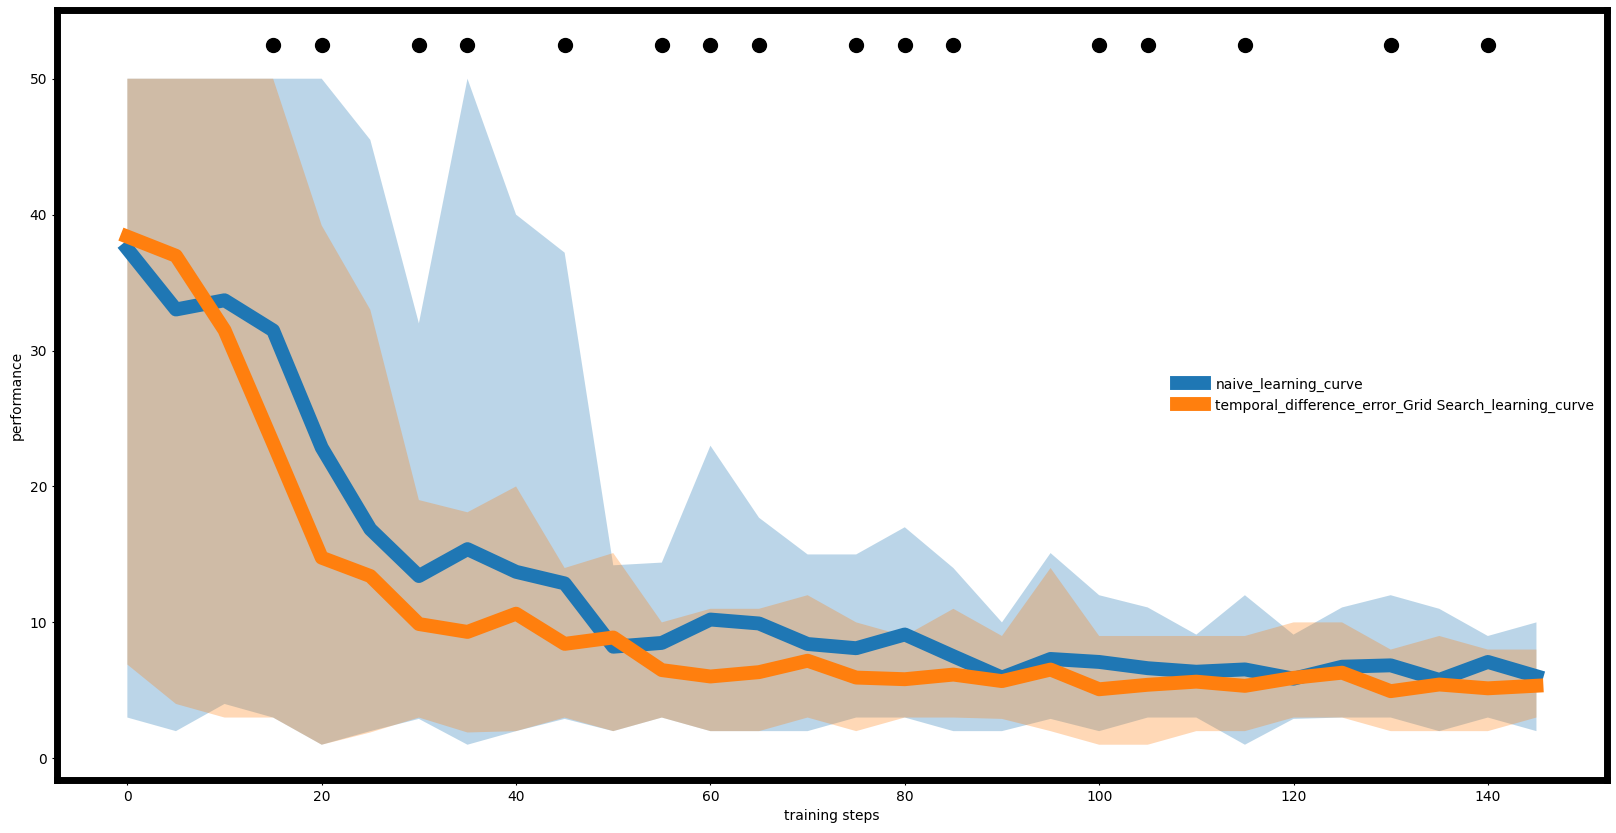 50
40
30
20
10
0
performance
naive_learning_curve
temporal_difference_error_Grid Search_learning_curve
0 20 40 60 80 100 120 140
training steps